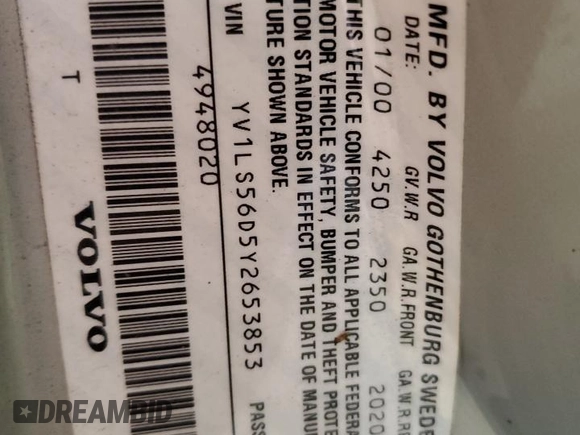 MFD. BY VOLVO GOTHENBURG SWEDE
DATE: GV.W.R GA.W.R.FRONT GA.W.R.RE
01/00 4250 2350 2020
THIS VEHICLE CONFORMS TO ALL APPLICABLE FEDERA
MOTOR VEHICLE SAFETY, BUMPER AND THEFT PROTE
TION STANDARDS IN EFFECT ON THE DATE OF MANU
TURE SHOWN ABOVE.
VIN YV1LS56D5Y2653853 PASS
4948020
T VOLVO
DREAMBID